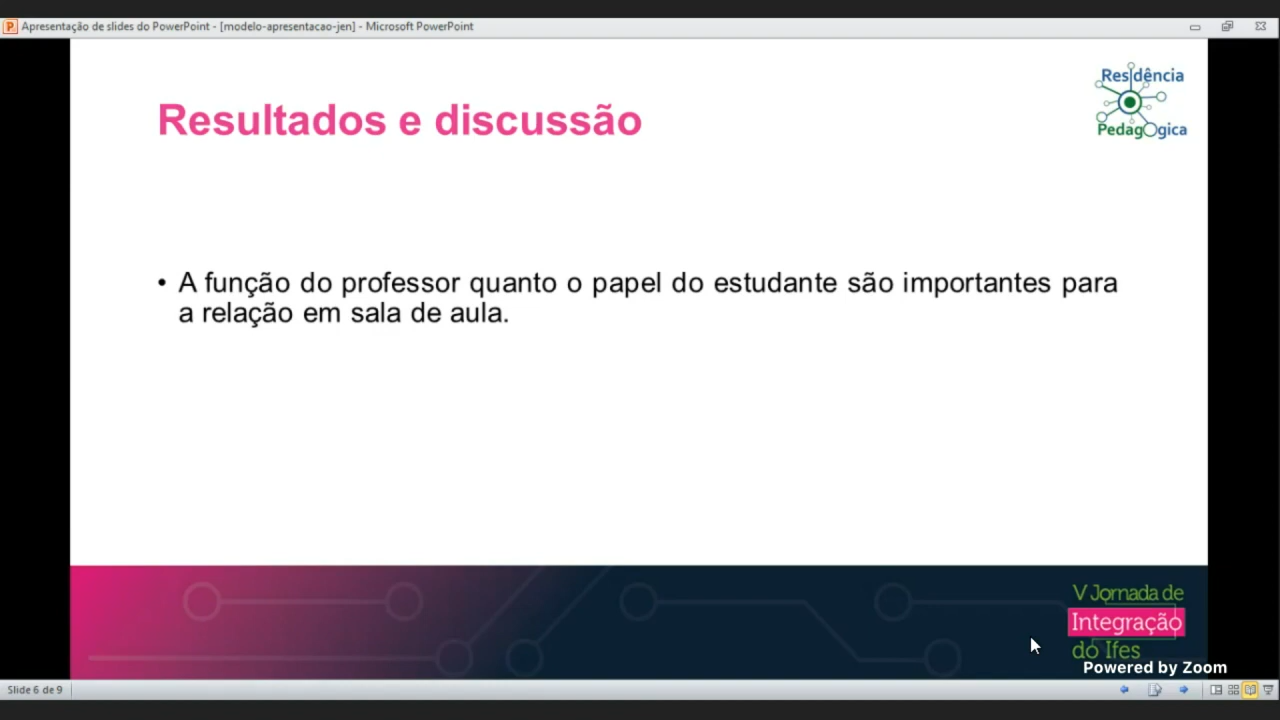 Apresentação de slides do PowerPoint - [modelo-apresentacao-jen] - Microsoft PowerPoint
Residência
Pedagógica
Resultados e discussão
• A função do professor quanto o papel do estudante são importantes para
a relação em sala de aula.
V Jornada de
Integração
do Ifes
Powered by Zoom
Slide 6 de 9